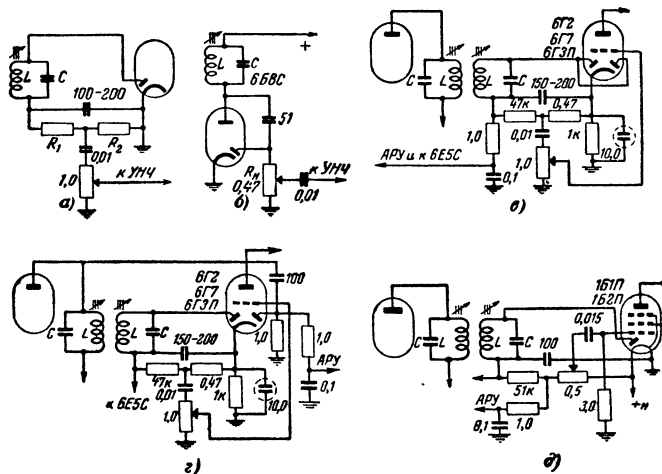 L
C
100-200
R₁
R₂
0,01
1,0
к УНЧ
а)
+
L
C
6Б8С
51
Rн
0,47
к УНЧ
0,01
б)
6Г2
6Г7
6Г3П
C
L
L
C
150-200
47к
0,47
1,0
0,01
1к
10,0
1,0
АРУ и к 6Е5С
0,1
в)
6Г2
6Г7
6Г3П
100
C
L
L
C
150-200
1,0
1,0
АРУ
47к
0,47
0,01
1к
10,0
0,1
к 6Е5С
1,0
г)
1Б1П
1Б2П
0,015
C
L
L
C
100
51к
0,5
+н
АРУ
0,1
1,0
3,0
д)